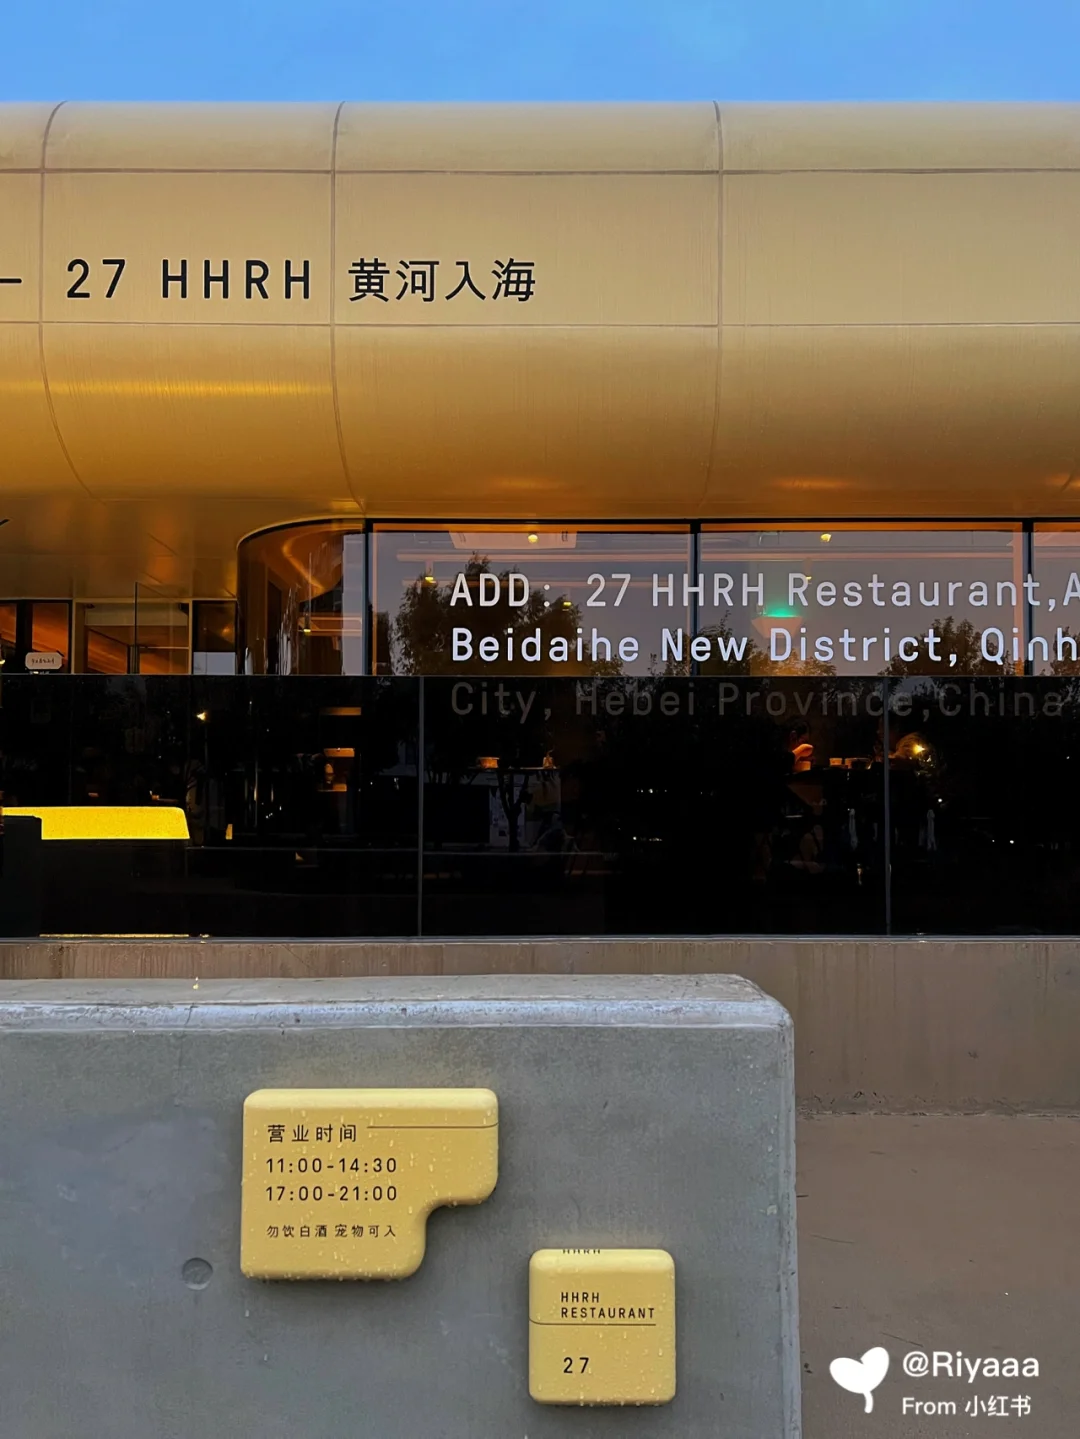 – 27 HHRH 黄河入海
ADD: 27 HHRH Restaurant,A
Beidaihe New District, Qinh
City, Hebei Province,China
营业时间
11:00-14:30
17:00-21:00
勿饮白酒 宠物可入
HHRH
HHRH
RESTAURANT
27
@Riyaaa
From 小红书